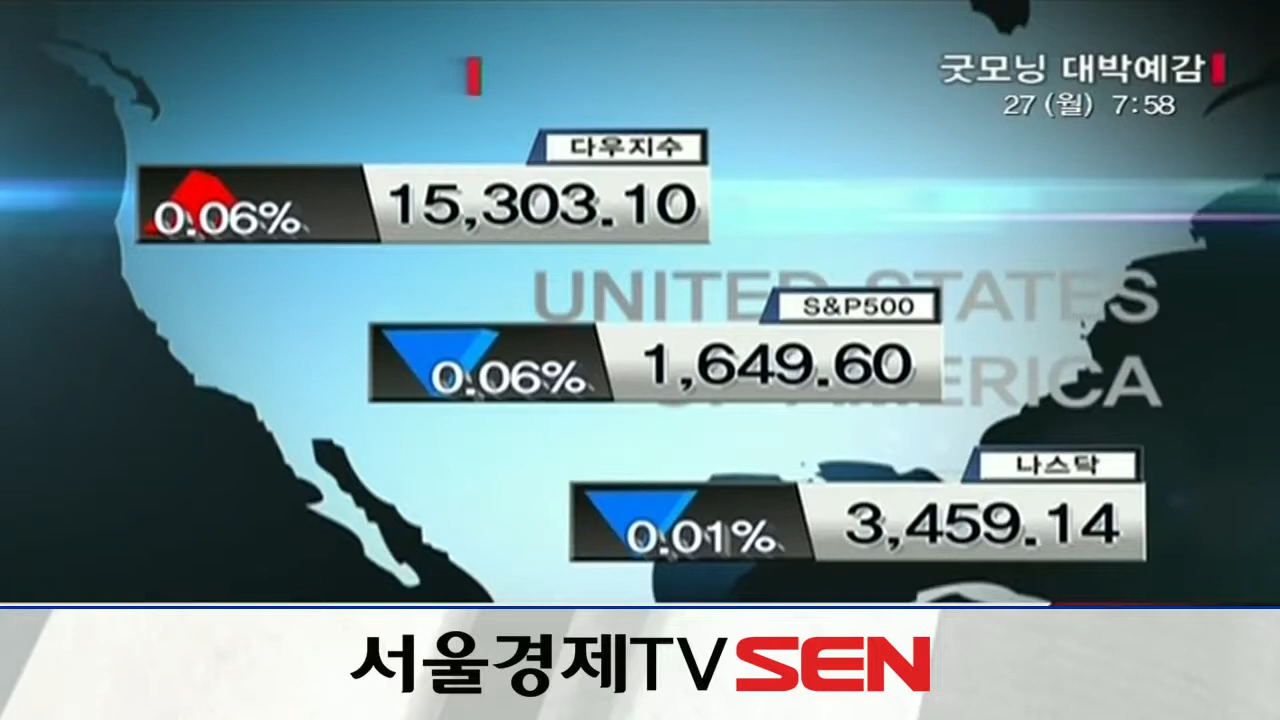 굿모닝 대박예감
27 (월) 7:58
다우지수
0.06% 15,303.10
UNITED STATES
S&P500
0.06% 1,649.60
OF AMERICA
나스닥
0.01% 3,459.14
서울경제TV SEN